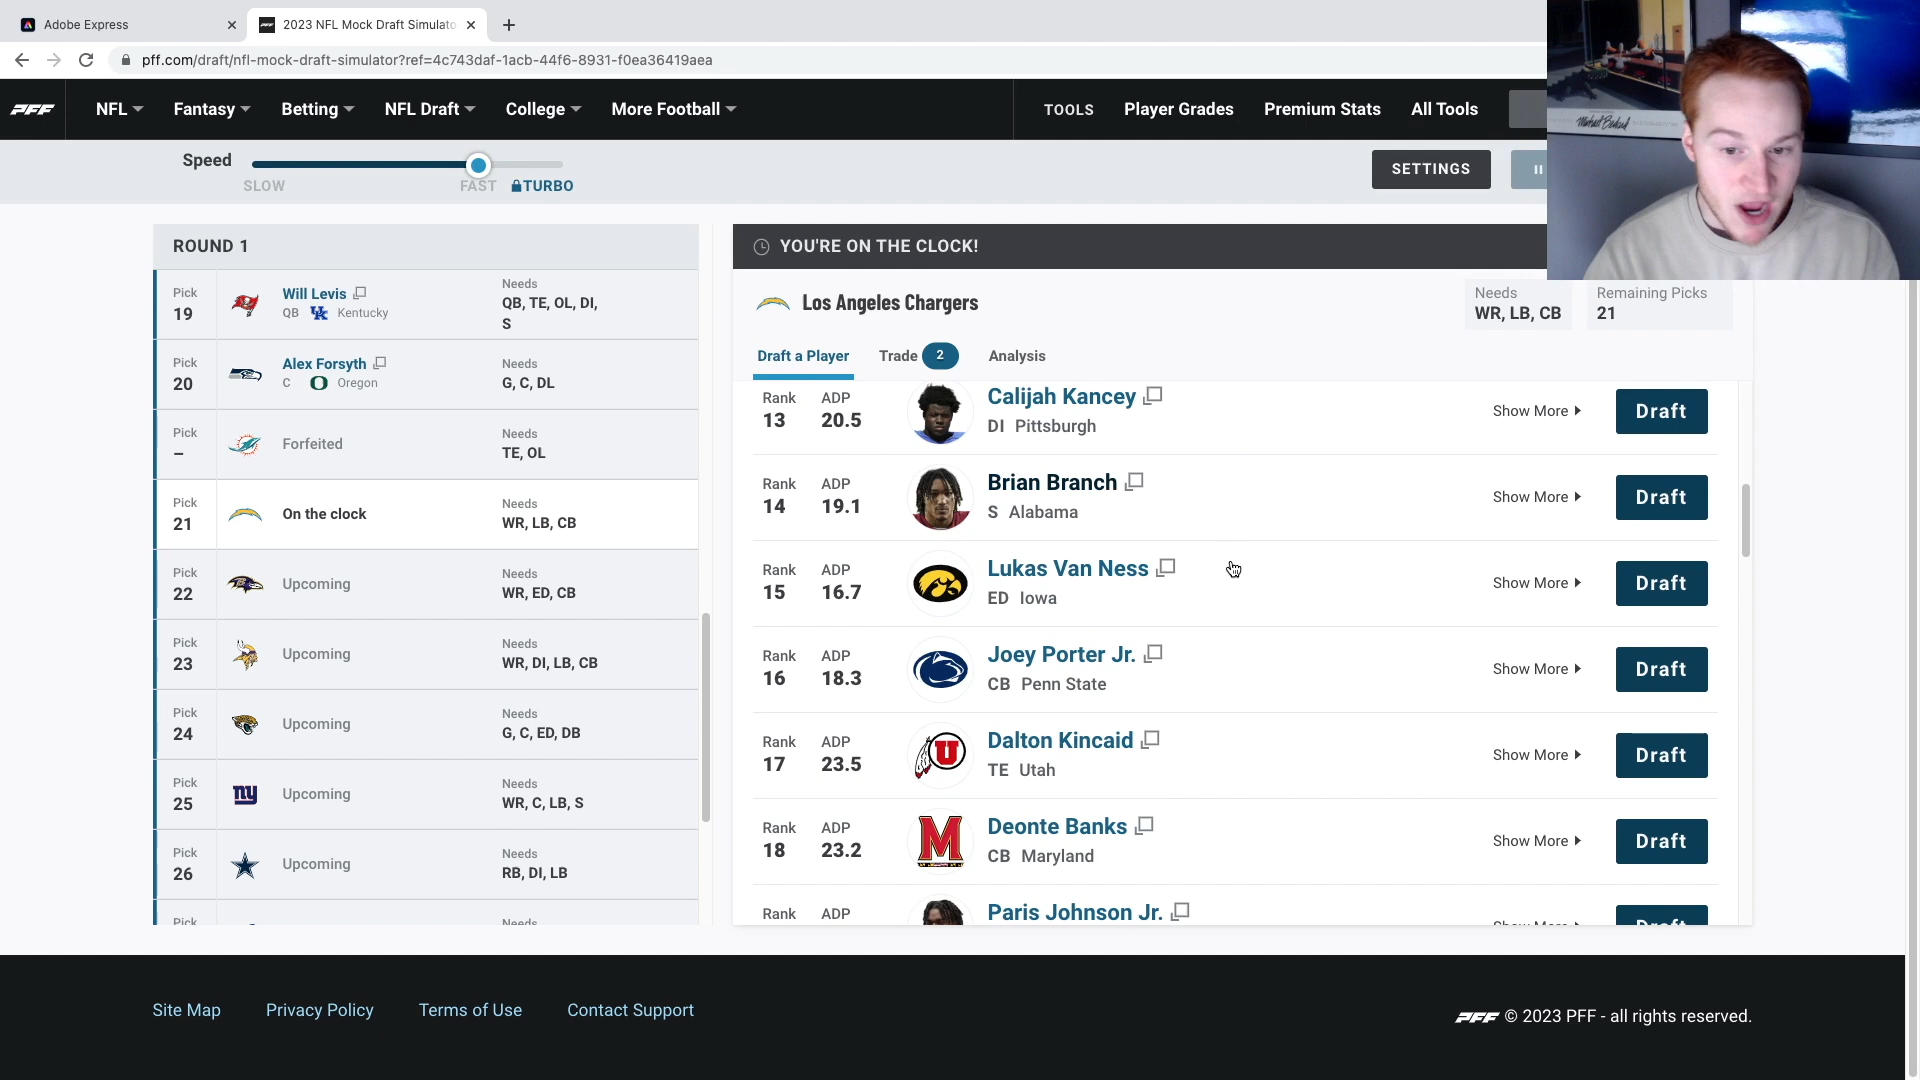 Adobe Express
2023 NFL Mock Draft Simulato
pff.com/draft/nfl-mock-draft-simulator?ref=4c743daf-1acb-44f6-8931-f0ea36419aea
PFF
NFL
Fantasy
Betting
NFL Draft
College
More Football
TOOLS
Player Grades
Premium Stats
All Tools
Speed
SLOW
FAST
TURBO
SETTINGS
ROUND 1
Pick
19
Will Levis
QB Kentucky
Needs
QB, TE, OL, DI,
S
Pick
20
Alex Forsyth
C Oregon
Needs
G, C, DL
Pick
–
Forfeited
Needs
TE, OL
Pick
21
On the clock
Needs
WR, LB, CB
Pick
22
Upcoming
Needs
WR, ED, CB
Pick
23
Upcoming
Needs
WR, DI, LB, CB
Pick
24
Upcoming
Needs
G, C, ED, DB
Pick
25
Upcoming
Needs
WR, C, LB, S
Pick
26
Upcoming
Needs
RB, DI, LB
Pick
Needs
YOU'RE ON THE CLOCK!
Los Angeles Chargers
Needs
WR, LB, CB
Remaining Picks
21
Draft a Player
Trade 2
Analysis
Rank
13
ADP
20.5
Calijah Kancey
DI Pittsburgh
Show More
Draft
Rank
14
ADP
19.1
Brian Branch
S Alabama
Show More
Draft
Rank
15
ADP
16.7
Lukas Van Ness
ED Iowa
Show More
Draft
Rank
16
ADP
18.3
Joey Porter Jr.
CB Penn State
Show More
Draft
Rank
17
ADP
23.5
Dalton Kincaid
TE Utah
Show More
Draft
Rank
18
ADP
23.2
Deonte Banks
CB Maryland
Show More
Draft
Rank
ADP
Paris Johnson Jr.
Show More
Draft
Site Map
Privacy Policy
Terms of Use
Contact Support
PFF © 2023 PFF - all rights reserved.